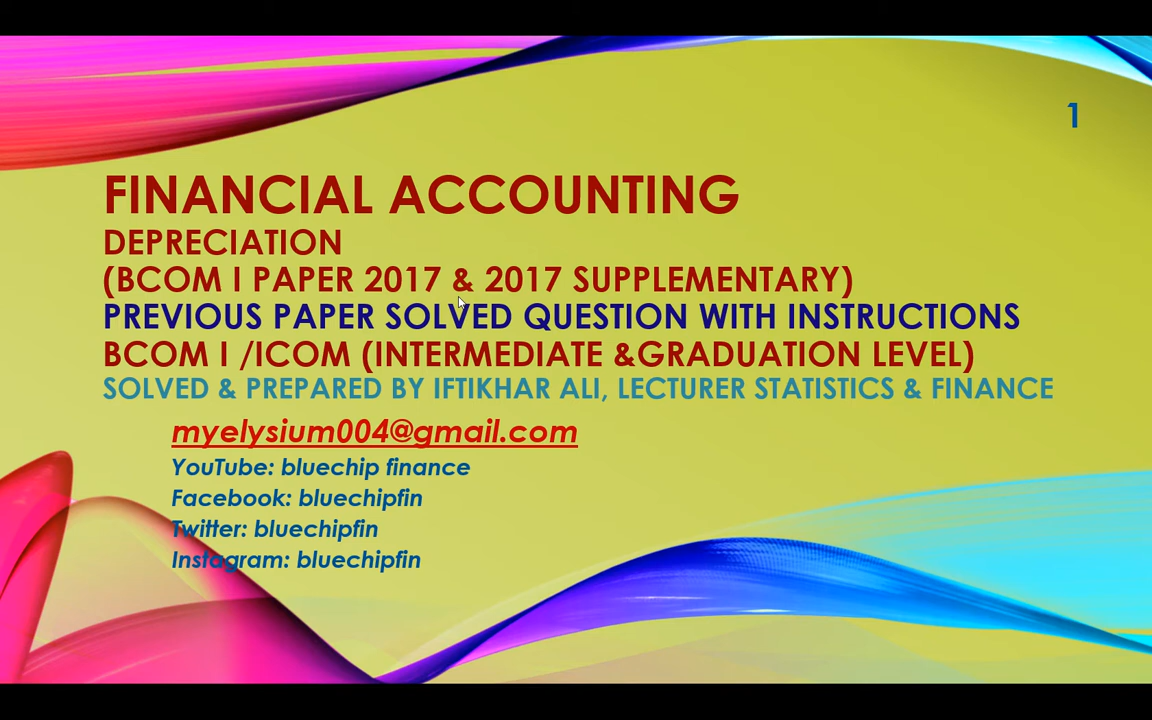 1
FINANCIAL ACCOUNTING
DEPRECIATION
(BCOM I PAPER 2017 & 2017 SUPPLEMENTARY)
PREVIOUS PAPER SOLVED QUESTION WITH INSTRUCTIONS
BCOM I /ICOM (INTERMEDIATE &GRADUATION LEVEL)
SOLVED & PREPARED BY IFTIKHAR ALI, LECTURER STATISTICS & FINANCE
myelysium004@gmail.com
YouTube: bluechip finance
Facebook: bluechipfin
Twitter: bluechipfin
Instagram: bluechipfin